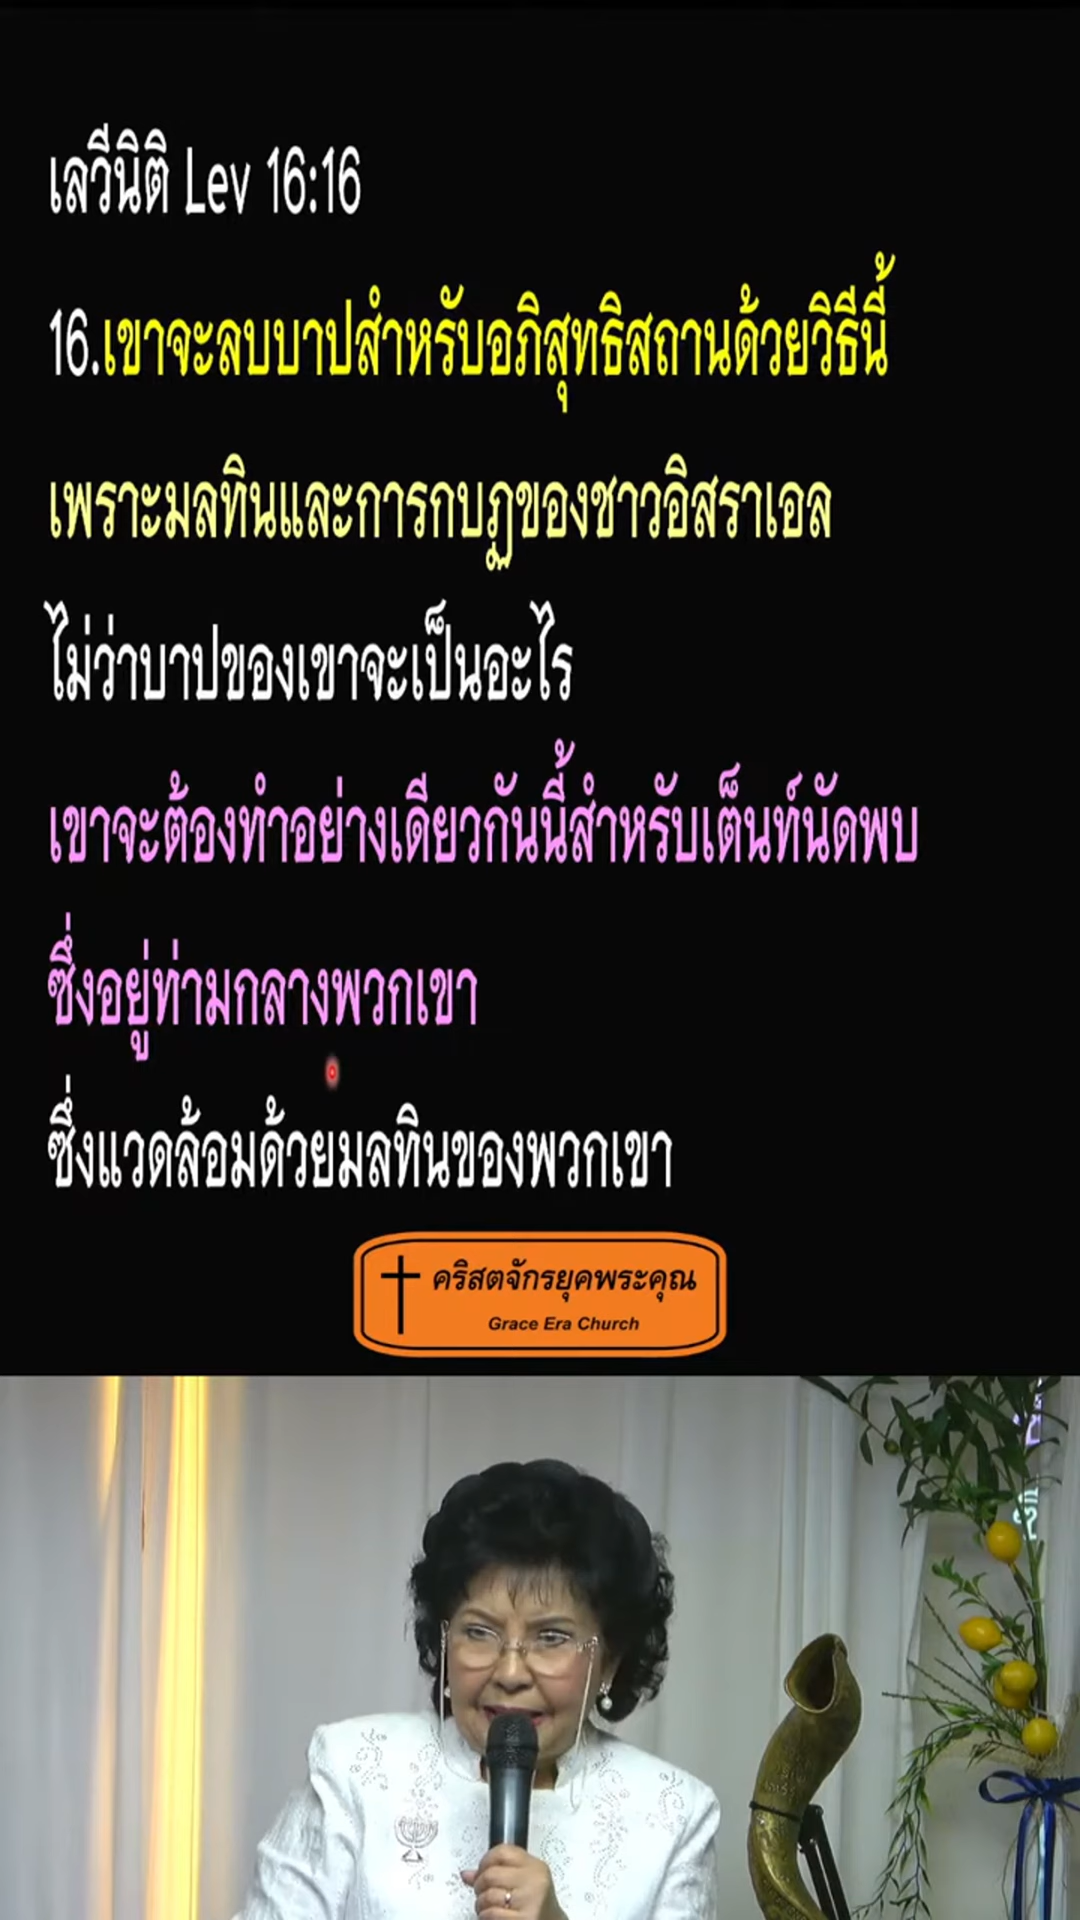 เลวีนิติ Lev 16:16
16.เขาจะลบบาปสำหรับอภิสุทธิสถานด้วยวิธีนี้
เพราะมลทินและการกบฏของชาวอิสราเอล
ไม่ว่าบาปของเขาจะเป็นอะไร
เขาจะต้องทำอย่างเดียวกันนี้สำหรับเต็นท์นัดพบ
ซึ่งอยู่ท่ามกลางพวกเขา
ซึ่งแวดล้อมด้วยมลทินของพวกเขา
คริสตจักรยุคพระคุณ
Grace Era Church